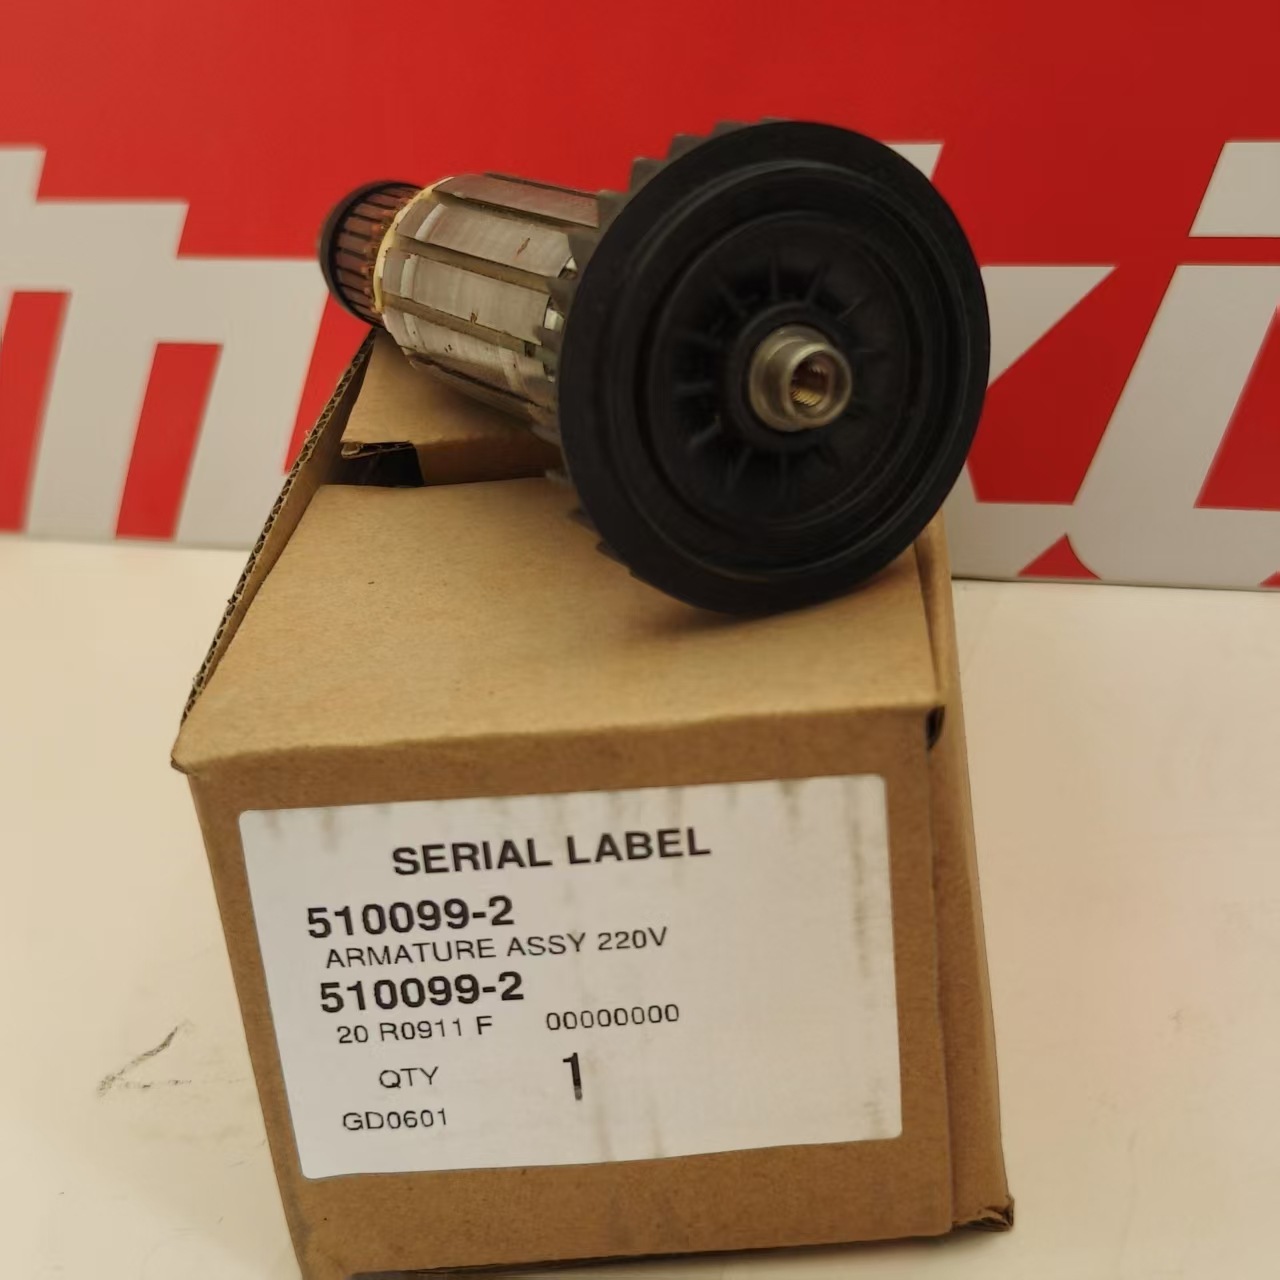 SERIAL LABEL
510099-2
ARMATURE ASSY 220V
510099-2
20 R0911 F 00000000
QTY 1
GD0601